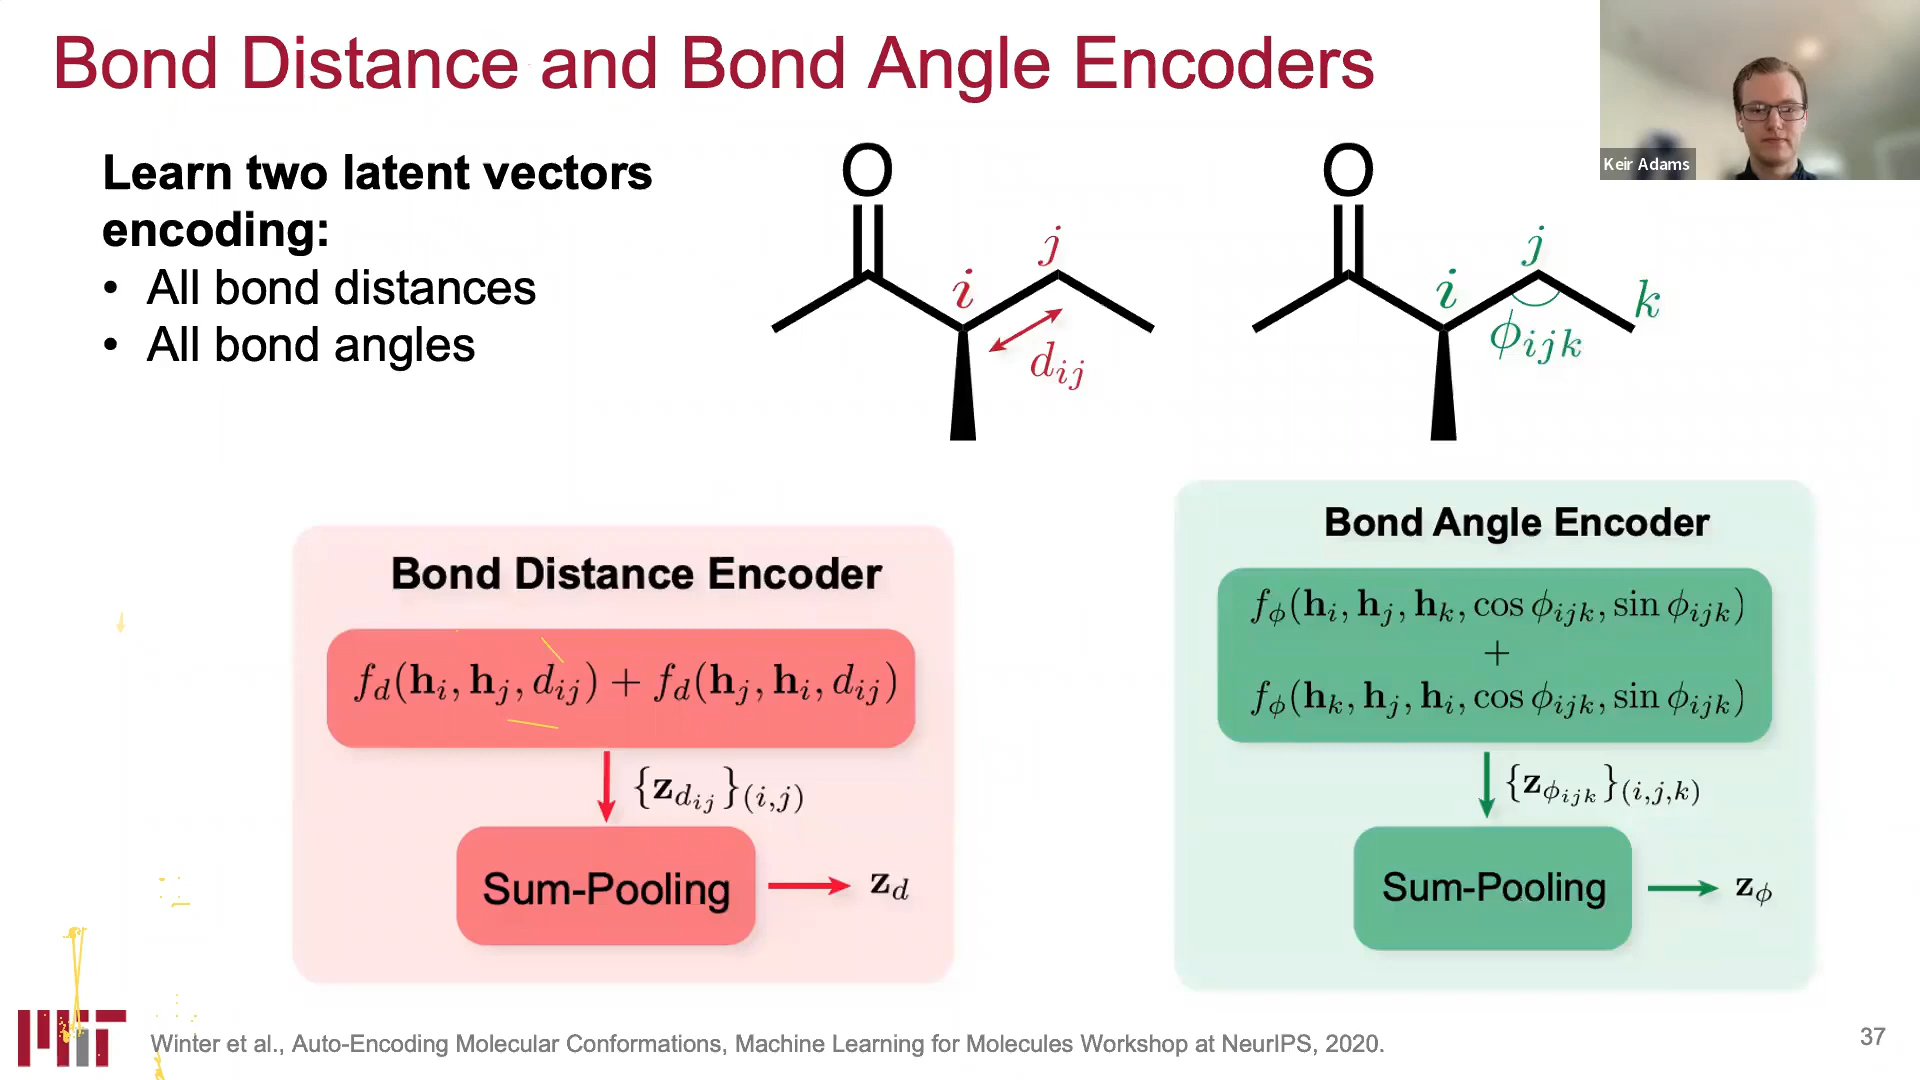 Bond Distance and Bond Angle Encoders
Keir Adams
Learn two latent vectors
encoding:
• All bond distances
• All bond angles
O
i
j
d_{ij}
O
i
j
k
ϕ_{ijk}
Bond Distance Encoder
f_d(h_i, h_j, d_{ij}) + f_d(h_j, h_i, d_{ij})
{z_{d_{ij}}}_{(i,j)}
Sum-Pooling
z_d
Bond Angle Encoder
f_ϕ(h_i, h_j, h_k, cos ϕ_{ijk}, sin ϕ_{ijk})
+
f_ϕ(h_k, h_j, h_i, cos ϕ_{ijk}, sin ϕ_{ijk})
{z_{ϕ_{ijk}}}_{(i,j,k)}
Sum-Pooling
z_ϕ
MIT
Winter et al., Auto-Encoding Molecular Conformations, Machine Learning for Molecules Workshop at NeurIPS, 2020.
37